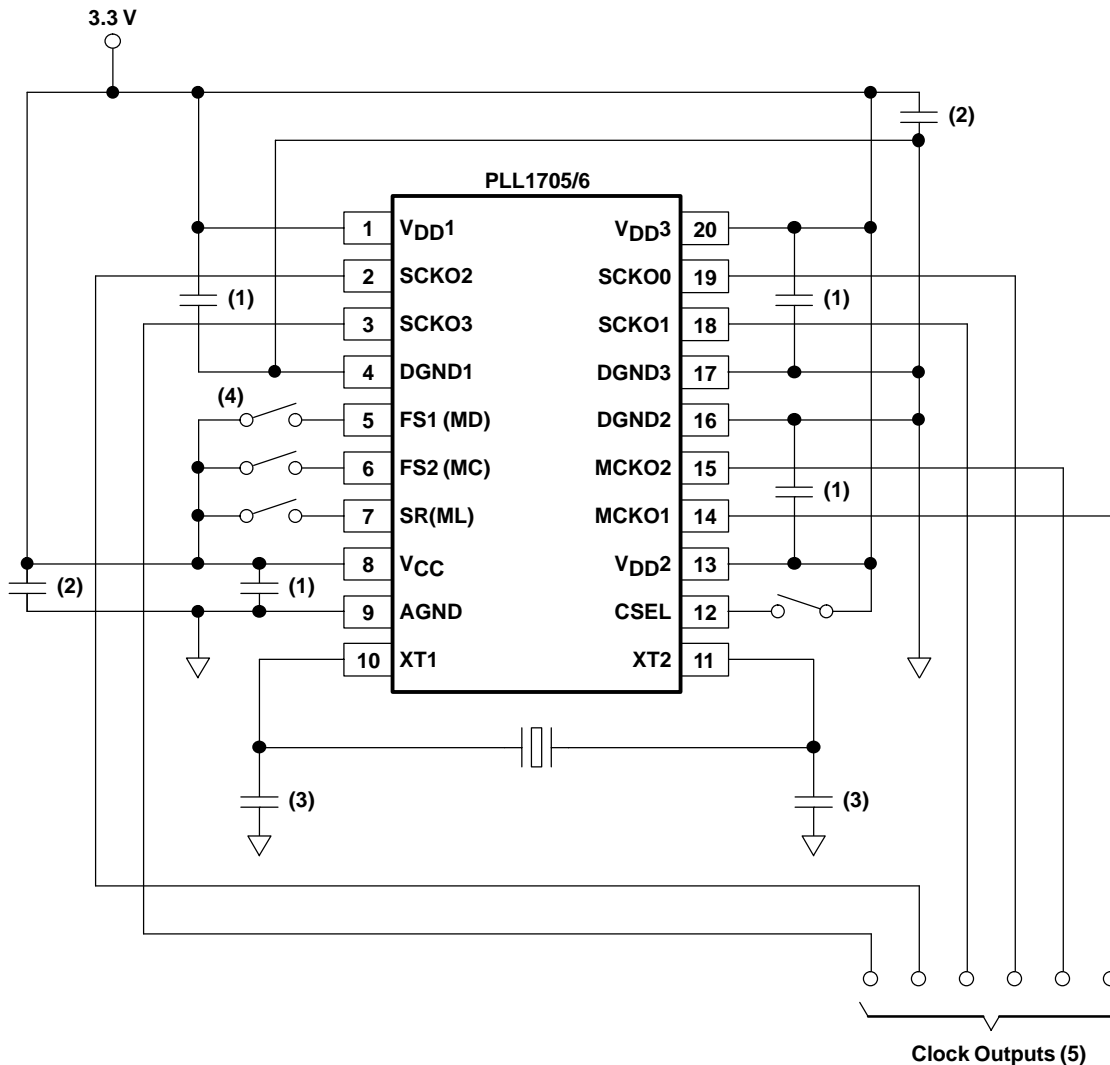 3.3 V
(2)
PLL1705/6
1 VDD1 VDD3 20
2 SCKO2 SCKO0 19
(1) (1)
3 SCKO3 SCKO1 18
4 DGND1 DGND3 17
(4)
5 FS1 (MD) DGND2 16
6 FS2 (MC) MCKO2 15
(1)
7 SR(ML) MCKO1 14
8 VCC VDD2 13
(2) (1)
9 AGND CSEL 12
10 XT1 XT2 11
(3) (3)
Clock Outputs (5)